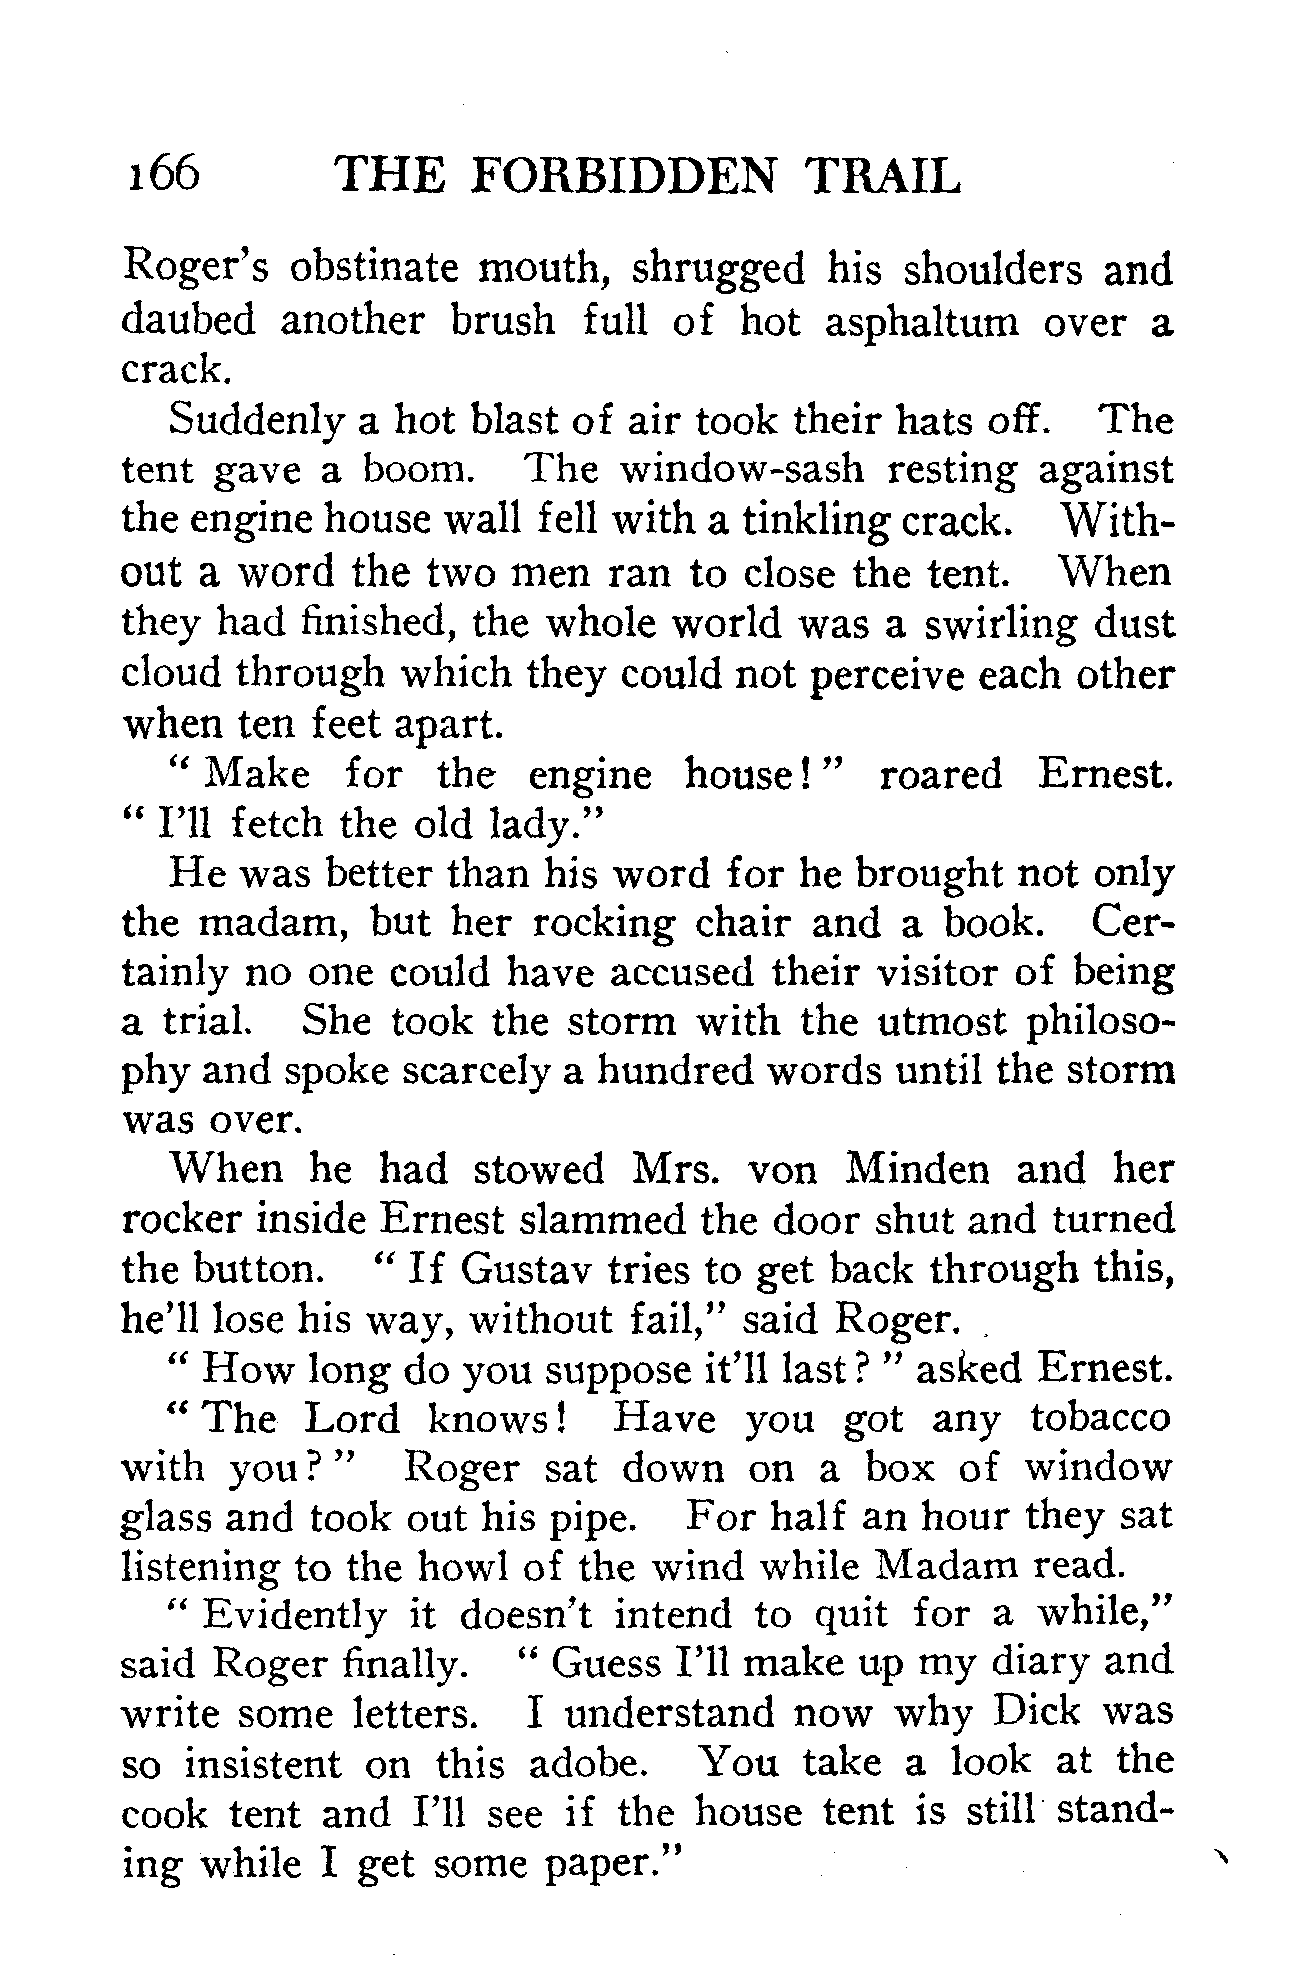 166 THE FORBIDDEN TRAIL
Roger's obstinate mouth, shrugged his shoulders and
daubed another brush full of hot asphaltum over a
crack.
Suddenly a hot blast of air took their hats off. The
tent gave a boom. The window-sash resting against
the engine house wall fell with a tinkling crack. With-
out a word the two men ran to close the tent. When
they had finished, the whole world was a swirling dust
cloud through which they could not perceive each other
when ten feet apart.
" Make for the engine house! " roared Ernest.
" I'll fetch the old lady."
He was better than his word for he brought not only
the madam, but her rocking chair and a book. Cer-
tainly no one could have accused their visitor of being
a trial. She took the storm with the utmost philoso-
phy and spoke scarcely a hundred words until the storm
was over.
When he had stowed Mrs. von Minden and her
rocker inside Ernest slammed the door shut and turned
the button. " If Gustav tries to get back through this,
he'll lose his way, without fail," said Roger.
" How long do you suppose it'll last? " asked Ernest.
" The Lord knows! Have you got any tobacco
with you? " Roger sat down on a box of window
glass and took out his pipe. For half an hour they sat
listening to the howl of the wind while Madam read.
" Evidently it doesn't intend to quit for a while,"
said Roger finally. " Guess I'll make up my diary and
write some letters. I understand now why Dick was
so insistent on this adobe. You take a look at the
cook tent and I'll see if the house tent is still stand-
ing while I get some paper."